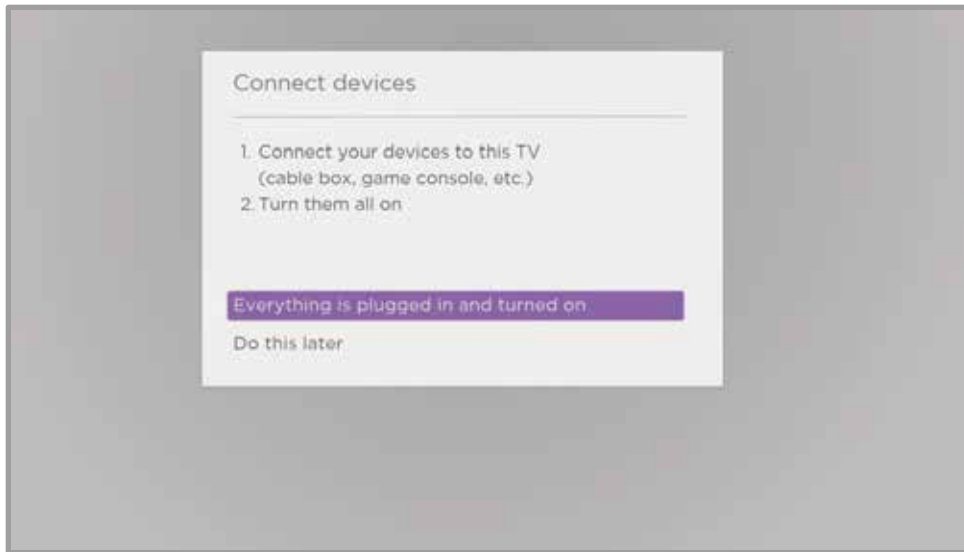 Connect devices
1. Connect your devices to this TV
(cable box, game console, etc.)
2. Turn them all on
Everything is plugged in and turned on
Do this later